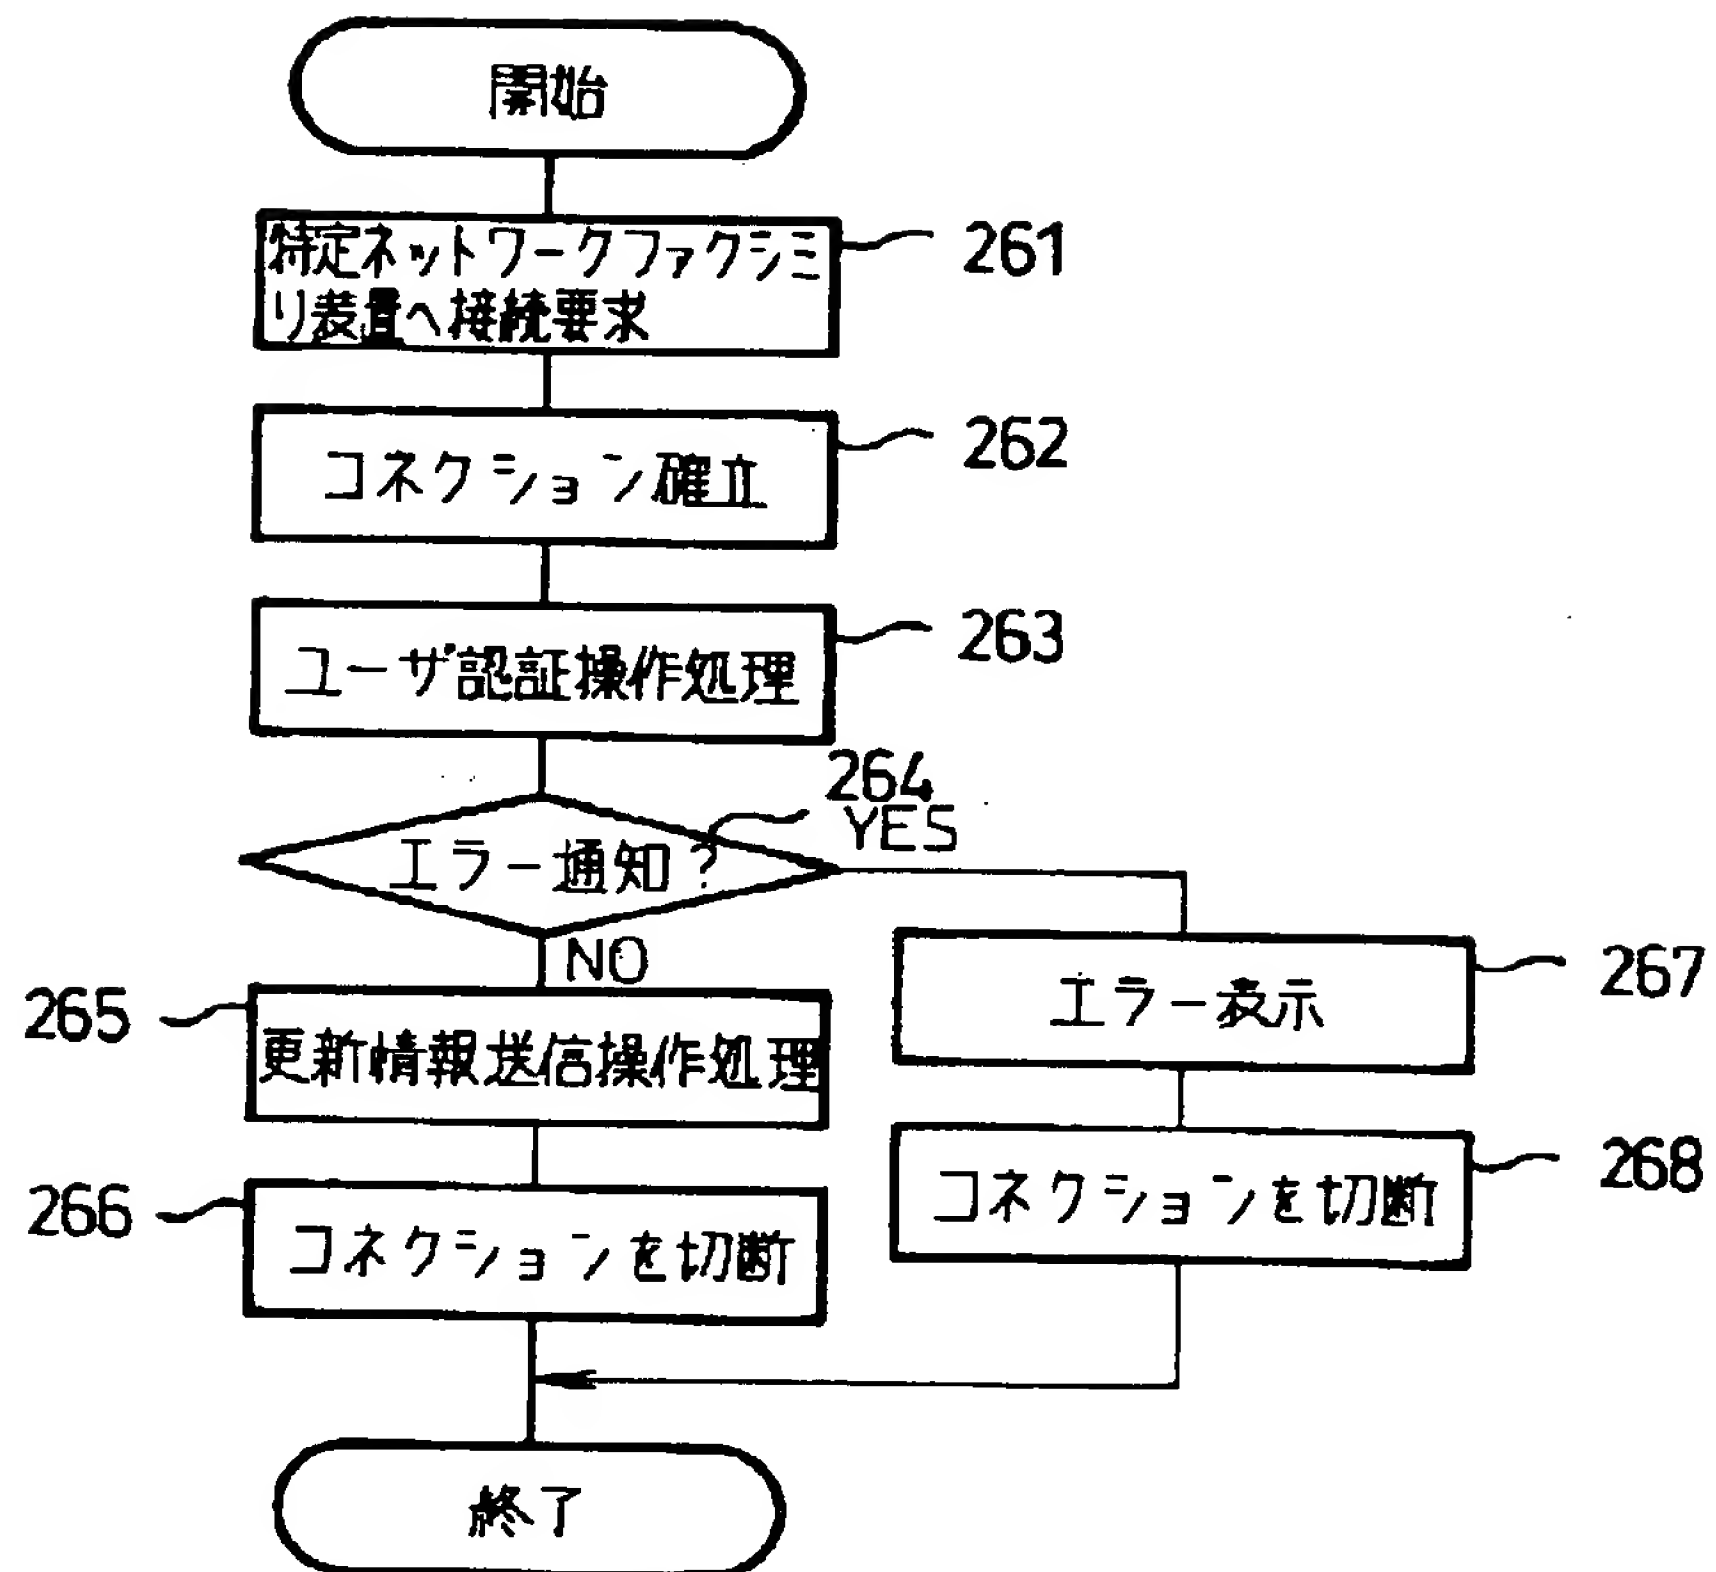 開始
特定ネットワークファクシミ
リ装置へ接続要求
261
コネクション確立
262
ユーザ認証操作処理
263
264
エラー通知?
YES
NO
265
更新情報送信操作処理
エラー表示
267
266
コネクションを切断
コネクションを切断
268
終了